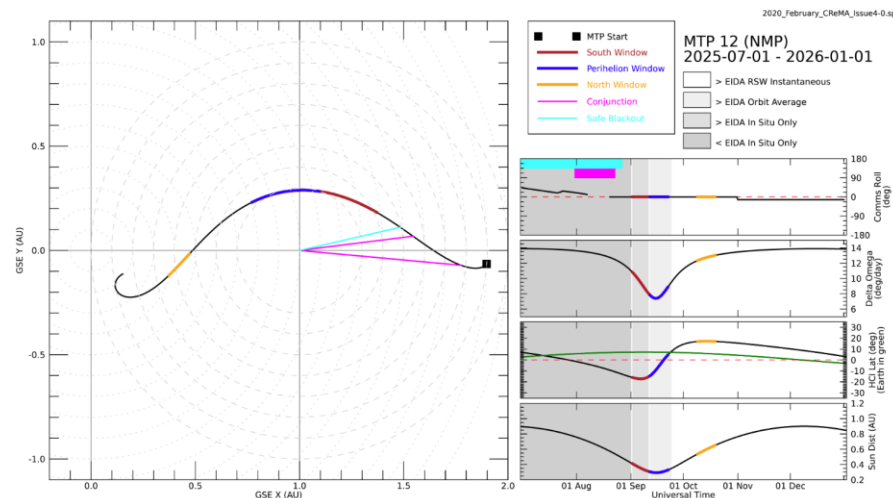 2020_February_CReMA_Issue4-0.sp
MTP Start
South Window
Perihelion Window
North Window
Conjunction
Safe Blackout
MTP 12 (NMP)
2025-07-01 - 2026-01-01
> EIDA RSW Instantaneous
> EIDA Orbit Average
> EIDA In Situ Only
< EIDA In Situ Only
1.0
0.5
0.0
-0.5
-1.0
GSE Y (AU)
0.0 0.5 1.0 1.5 2.0
GSE X (AU)
180
90
0
-90
-180
Comms Roll
(deg)
14
12
10
8
6
Delta Omega
(deg/day)
30
20
10
0
-10
-20
-30
HCI Lat (deg)
(Earth in green)
1.2
1.0
0.8
0.6
0.4
0.2
Sun Dist (AU)
01 Aug 01 Sep 01 Oct 01 Nov 01 Dec
Universal Time